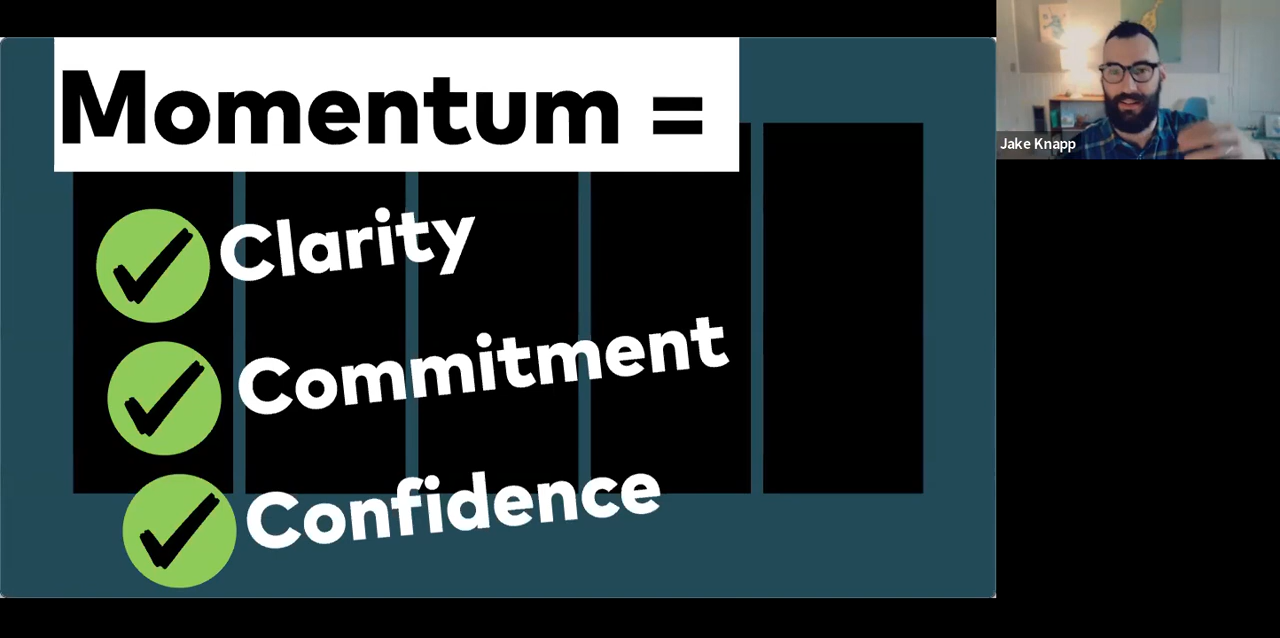 Momentum =
Clarity
Commitment
Confidence
Jake Knapp